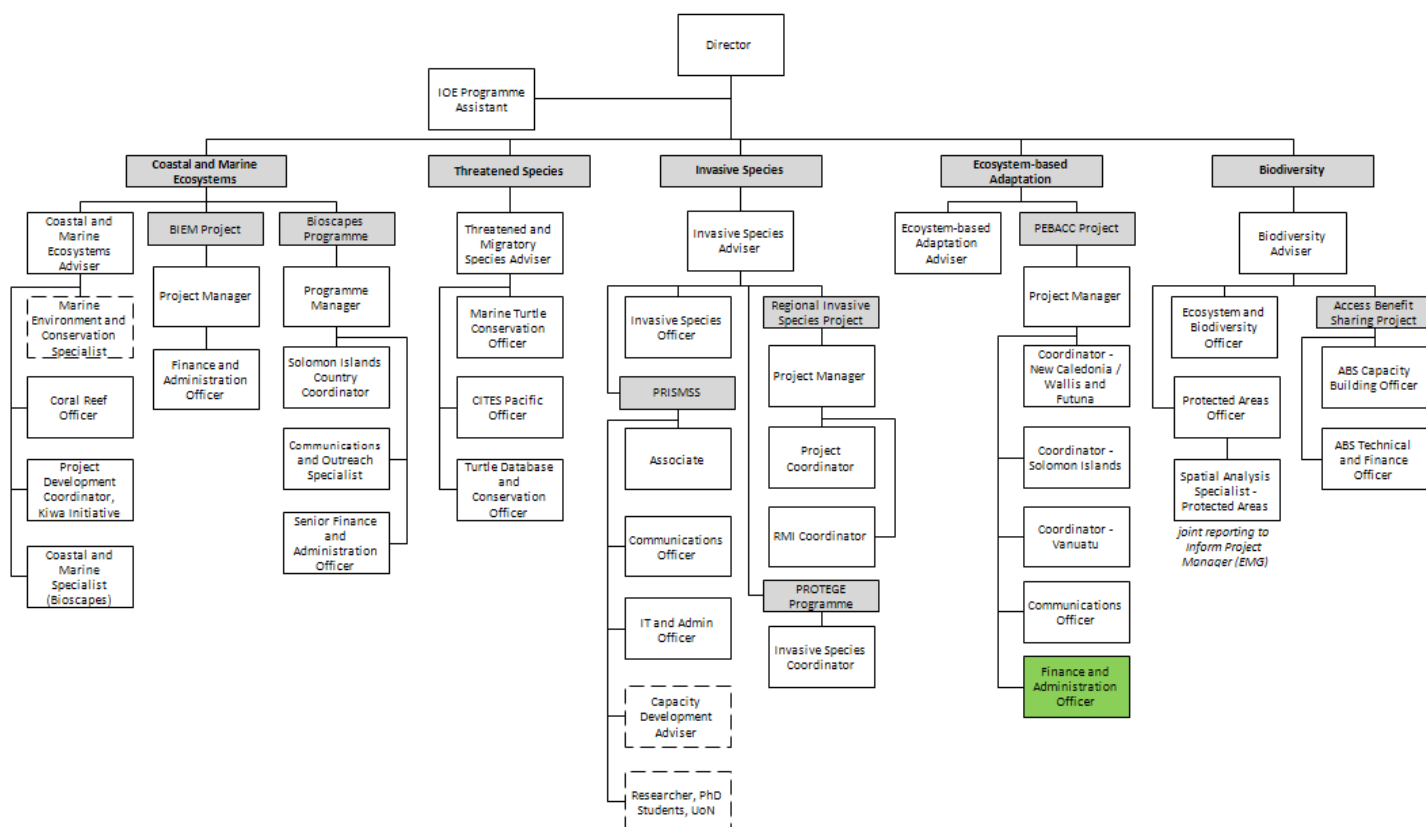 Director
IOE Programme
Assistant
Coastal and Marine
Ecosystems
Threatened Species
Invasive Species
Ecosystem-based
Adaptation
Biodiversity
Coastal and
Marine
Ecosystems
Adviser
BIEM Project
Bioscapes
Programme
Threatened and
Migratory
Species Adviser
Invasive Species
Adviser
Ecoystem-based
Adaptation
Adviser
PEBACC Project
Biodiversity
Adviser
Marine
Environment and
Conservation
Specialist
Project Manager
Programme
Manager
Marine Turtle
Conservation
Officer
Invasive Species
Officer
Regional Invasive
Species Project
Project Manager
Ecosystem and
Biodiversity
Officer
Access Benefit
Sharing Project
Coral Reef
Officer
Finance and
Administration
Officer
Solomon Islands
Country
Coordinator
CITES Pacific
Officer
PRISMSS
Project Manager
Coordinator -
New Caledonia /
Wallis and
Futuna
Protected Areas
Officer
ABS Capacity
Building Officer
Project
Development
Coordinator,
Kiwa Initiative
Communications
and Outreach
Specialist
Turtle Database
and
Conservation
Officer
Associate
Project
Coordinator
Coordinator -
Solomon Islands
Spatial Analysis
Specialist -
Protected Areas
joint reporting to
Inform Project
Manager (EMG)
ABS Technical
and Finance
Officer
Coastal and
Marine
Specialist
(Bioscapes)
Senior Finance
and
Administration
Officer
Communications
Officer
RMI Coordinator
Coordinator -
Vanuatu
IT and Admin
Officer
PROTEGE
Programme
Invasive Species
Coordinator
Communications
Officer
Capacity
Development
Adviser
Finance and
Administration
Officer
Researcher, PhD
Students, UoN